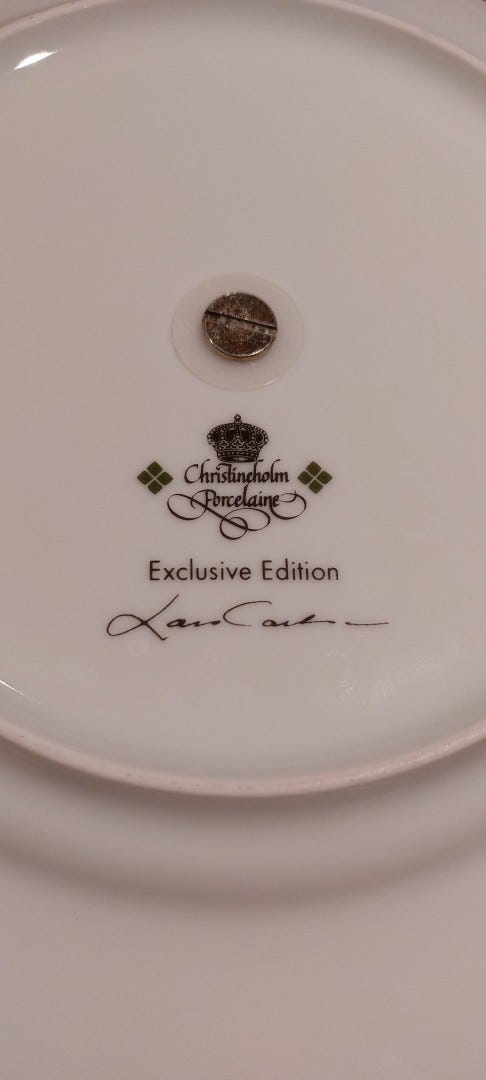 Christineholm
Porcelaine
Exclusive Edition